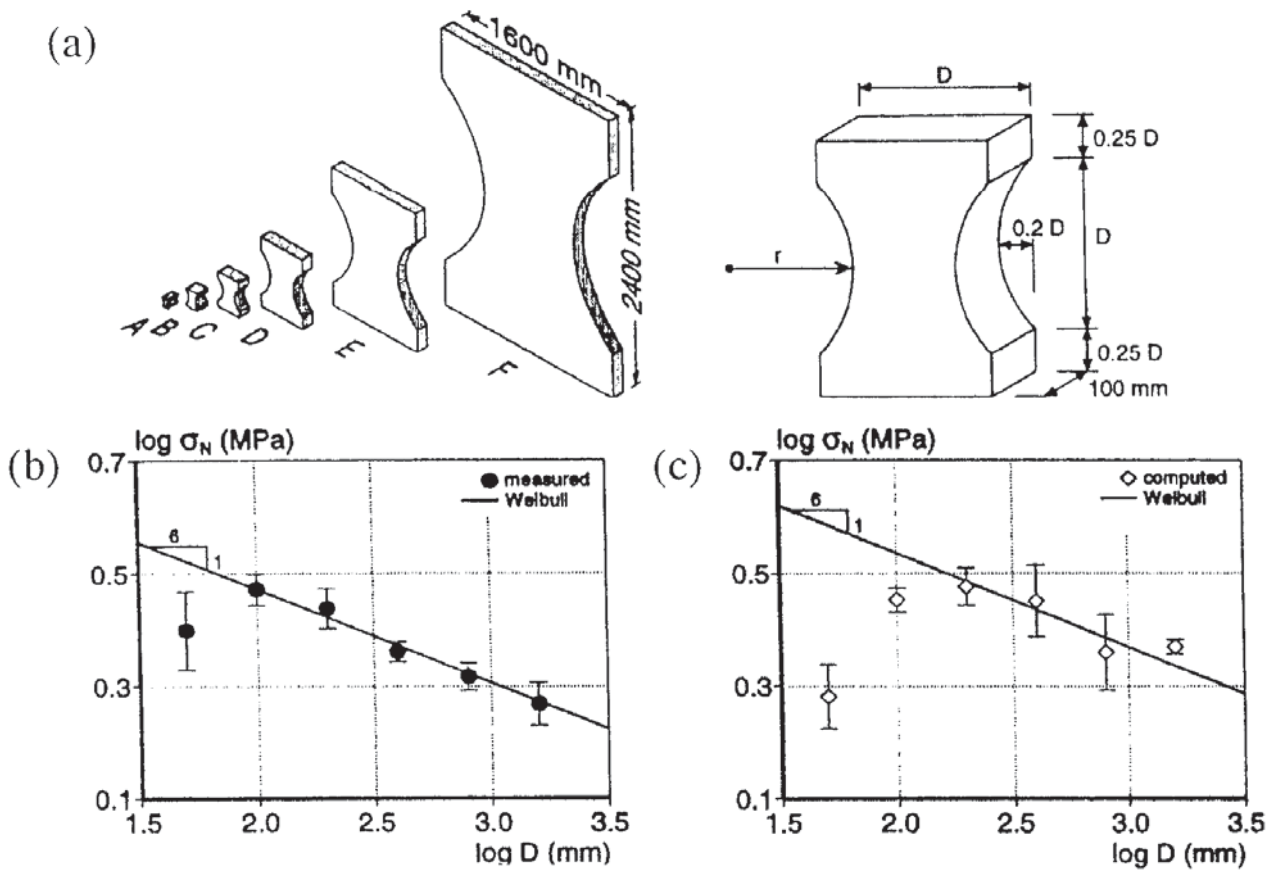 (a)
1600 mm
2400 mm
A B C D E F
D
0.25 D
0.2 D
D
r
0.25 D
100 mm
(b)
log σN (MPa)
0.7
0.5
0.3
0.1
measured
Weibull
6
1
1.5 2.0 2.5 3.0 3.5
log D (mm)
(c)
log σN (MPa)
0.7
0.5
0.3
0.1
computed
Weibull
6
1
1.5 2.0 2.5 3.0 3.5
log D (mm)